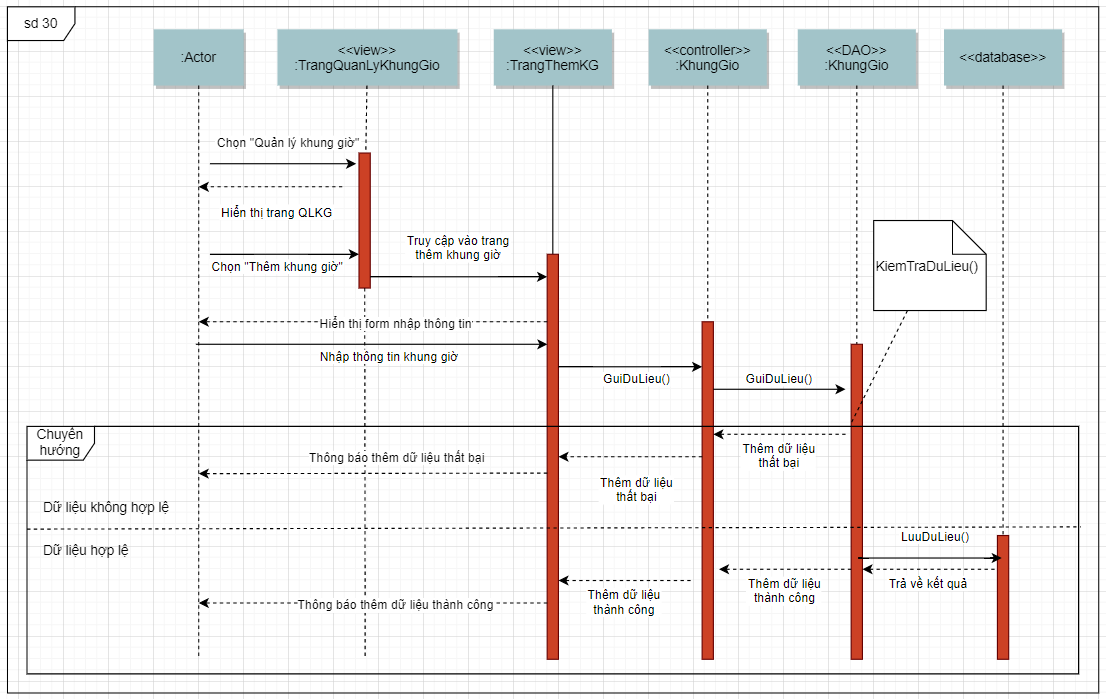 sd 30
:Actor
<<view>>
:TrangQuanLyKhungGio
<<view>>
:TrangThemKG
<<controller>>
:KhungGio
<<DAO>>
:KhungGio
<<database>>
Chọn "Quản lý khung giờ"
Hiển thị trang QLKG
Chọn "Thêm khung giờ"
Truy cập vào trang
thêm khung giờ
KiemTraDuLieu()
Hiển thị form nhập thông tin
Nhập thông tin khung giờ
GuiDuLieu()
GuiDuLieu()
Chuyển
hướng
Thêm dữ liệu
thất bại
Thông báo thêm dữ liệu thất bại
Thêm dữ liệu
thất bại
Dữ liệu không hợp lệ
Dữ liệu hợp lệ
LuuDuLieu()
Trả về kết quả
Thêm dữ liệu
thành công
Thêm dữ liệu
thành công
Thông báo thêm dữ liệu thành công